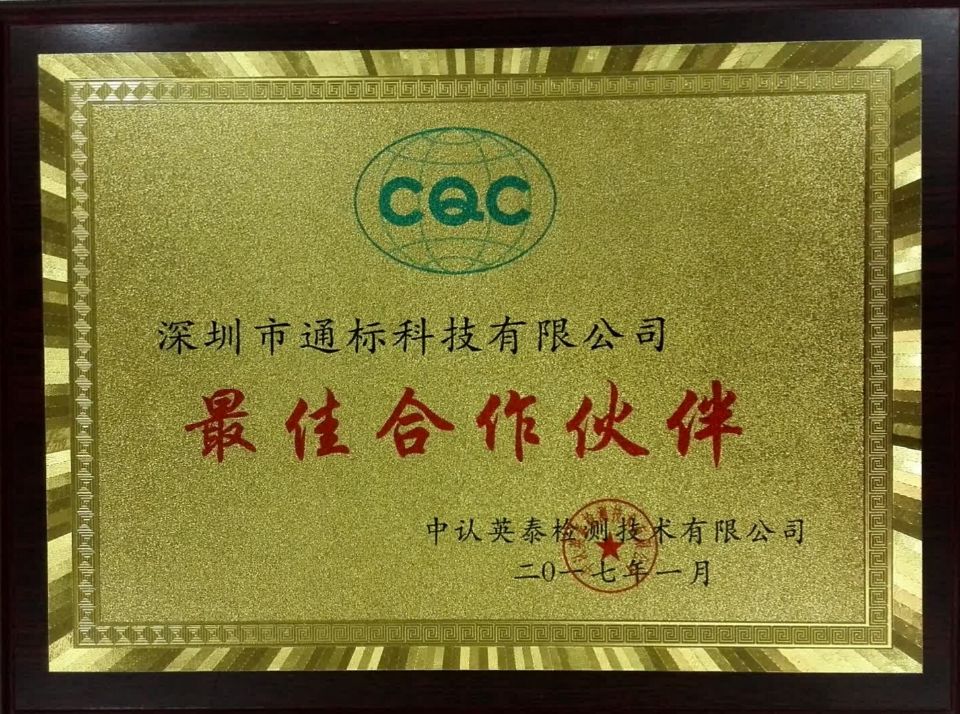 CQC
深圳市通标科技有限公司
最佳合作伙伴
中认英泰检测技术有限公司
二〇一七年一月